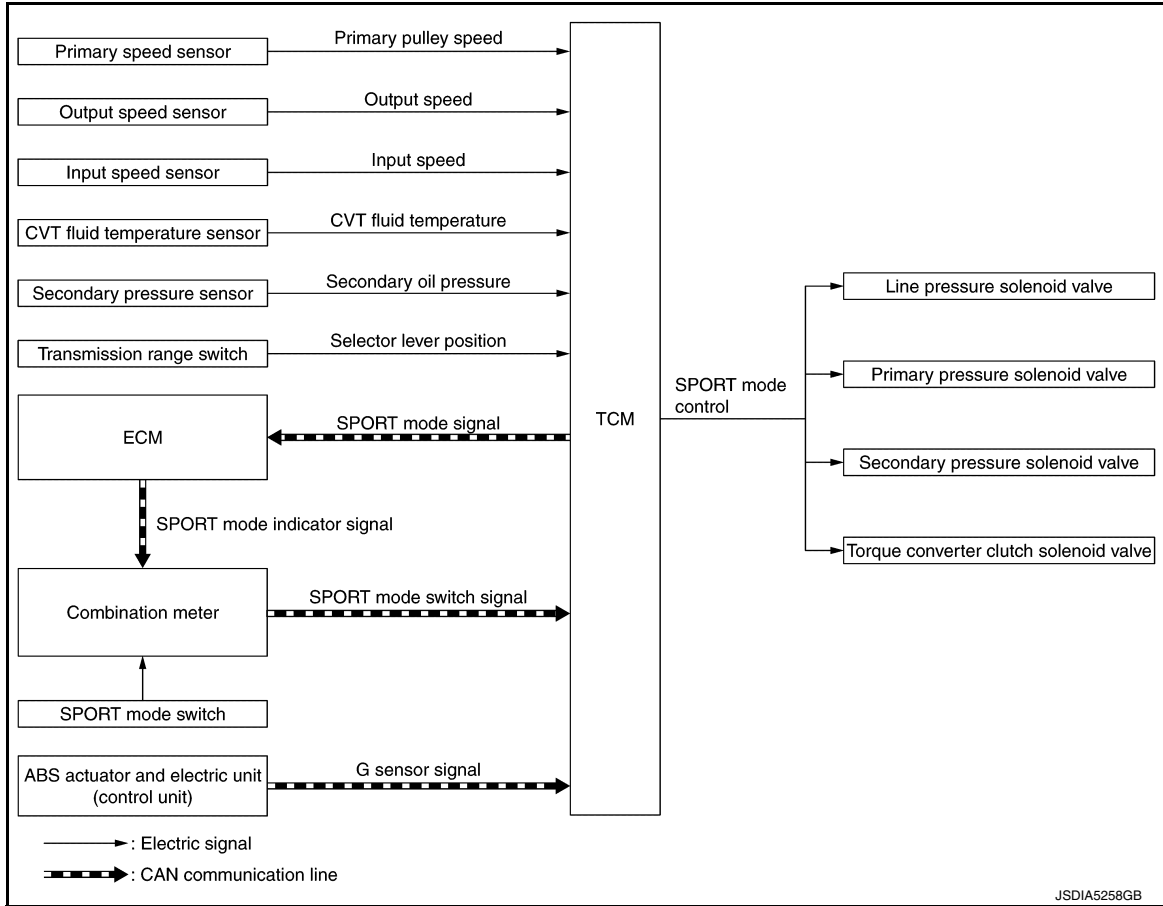 Primary speed sensor
Primary pulley speed
Output speed sensor
Output speed
Input speed sensor
Input speed
CVT fluid temperature sensor
CVT fluid temperature
Secondary pressure sensor
Secondary oil pressure
Transmission range switch
Selector lever position
ECM
SPORT mode signal
SPORT mode indicator signal
Combination meter
SPORT mode switch signal
SPORT mode switch
ABS actuator and electric unit
(control unit)
G sensor signal
TCM
SPORT mode
control
Line pressure solenoid valve
Primary pressure solenoid valve
Secondary pressure solenoid valve
Torque converter clutch solenoid valve
: Electric signal
: CAN communication line
JSDIA5258GB